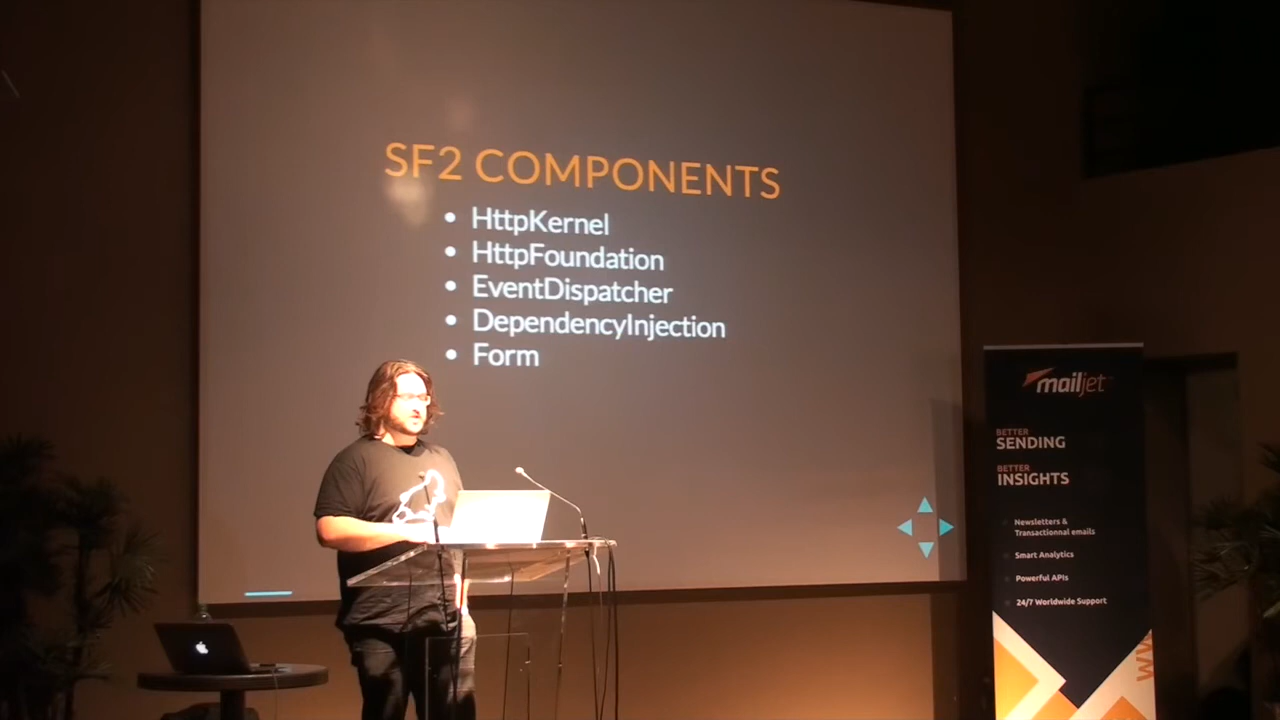 SF2 COMPONENTS
HttpKernel
HttpFoundation
EventDispatcher
DependencyInjection
Form
mailjet
BETTER
SENDING
BETTER
INSIGHTS
Newsletters &
Transactionnal emails
Smart Analytics
Powerful APIs
24/7 Worldwide Support